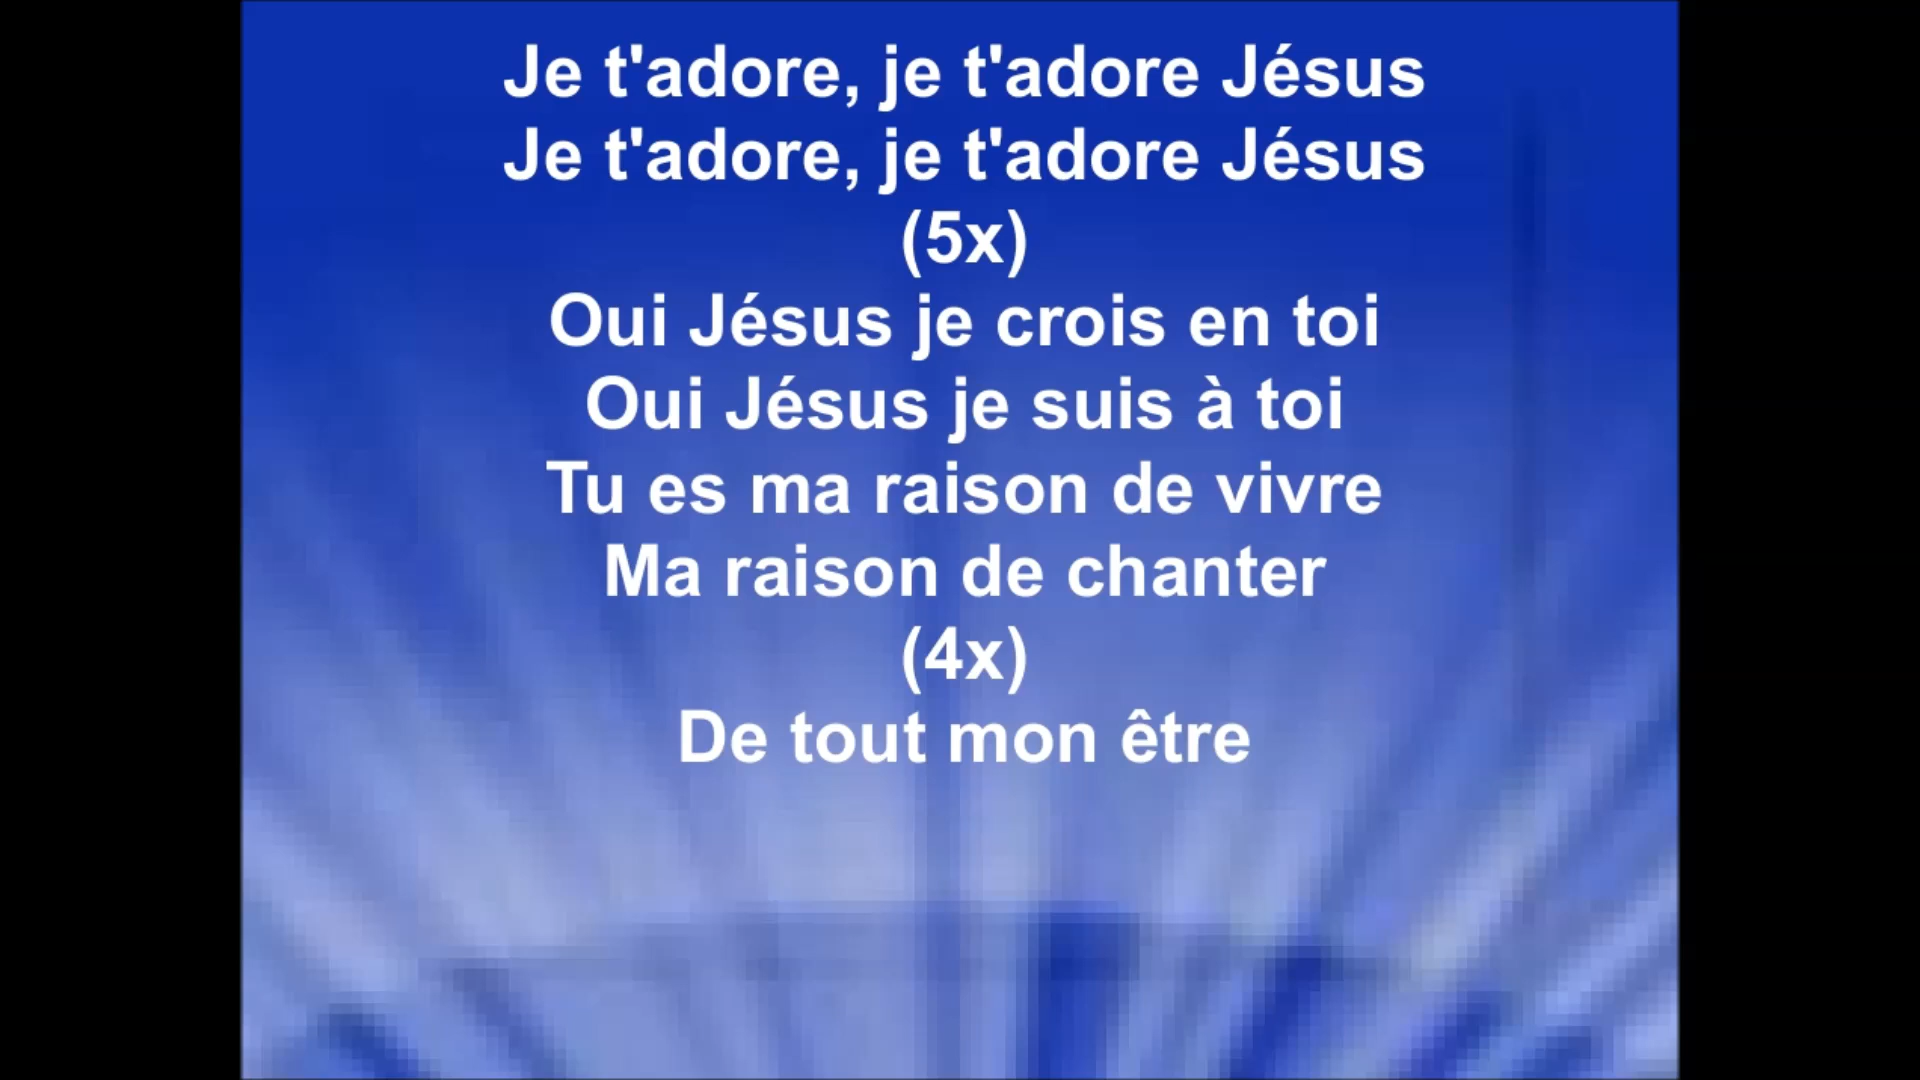 Je t'adore, je t'adore Jésus
Je t'adore, je t'adore Jésus
(5x)
Oui Jésus je crois en toi
Oui Jésus je suis à toi
Tu es ma raison de vivre
Ma raison de chanter
(4x)
De tout mon être